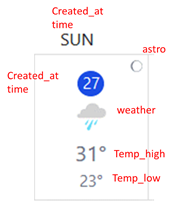 Created_at
time
SUN
astro
Created_at
time
27
weather
31°
Temp_high
23°
Temp_low